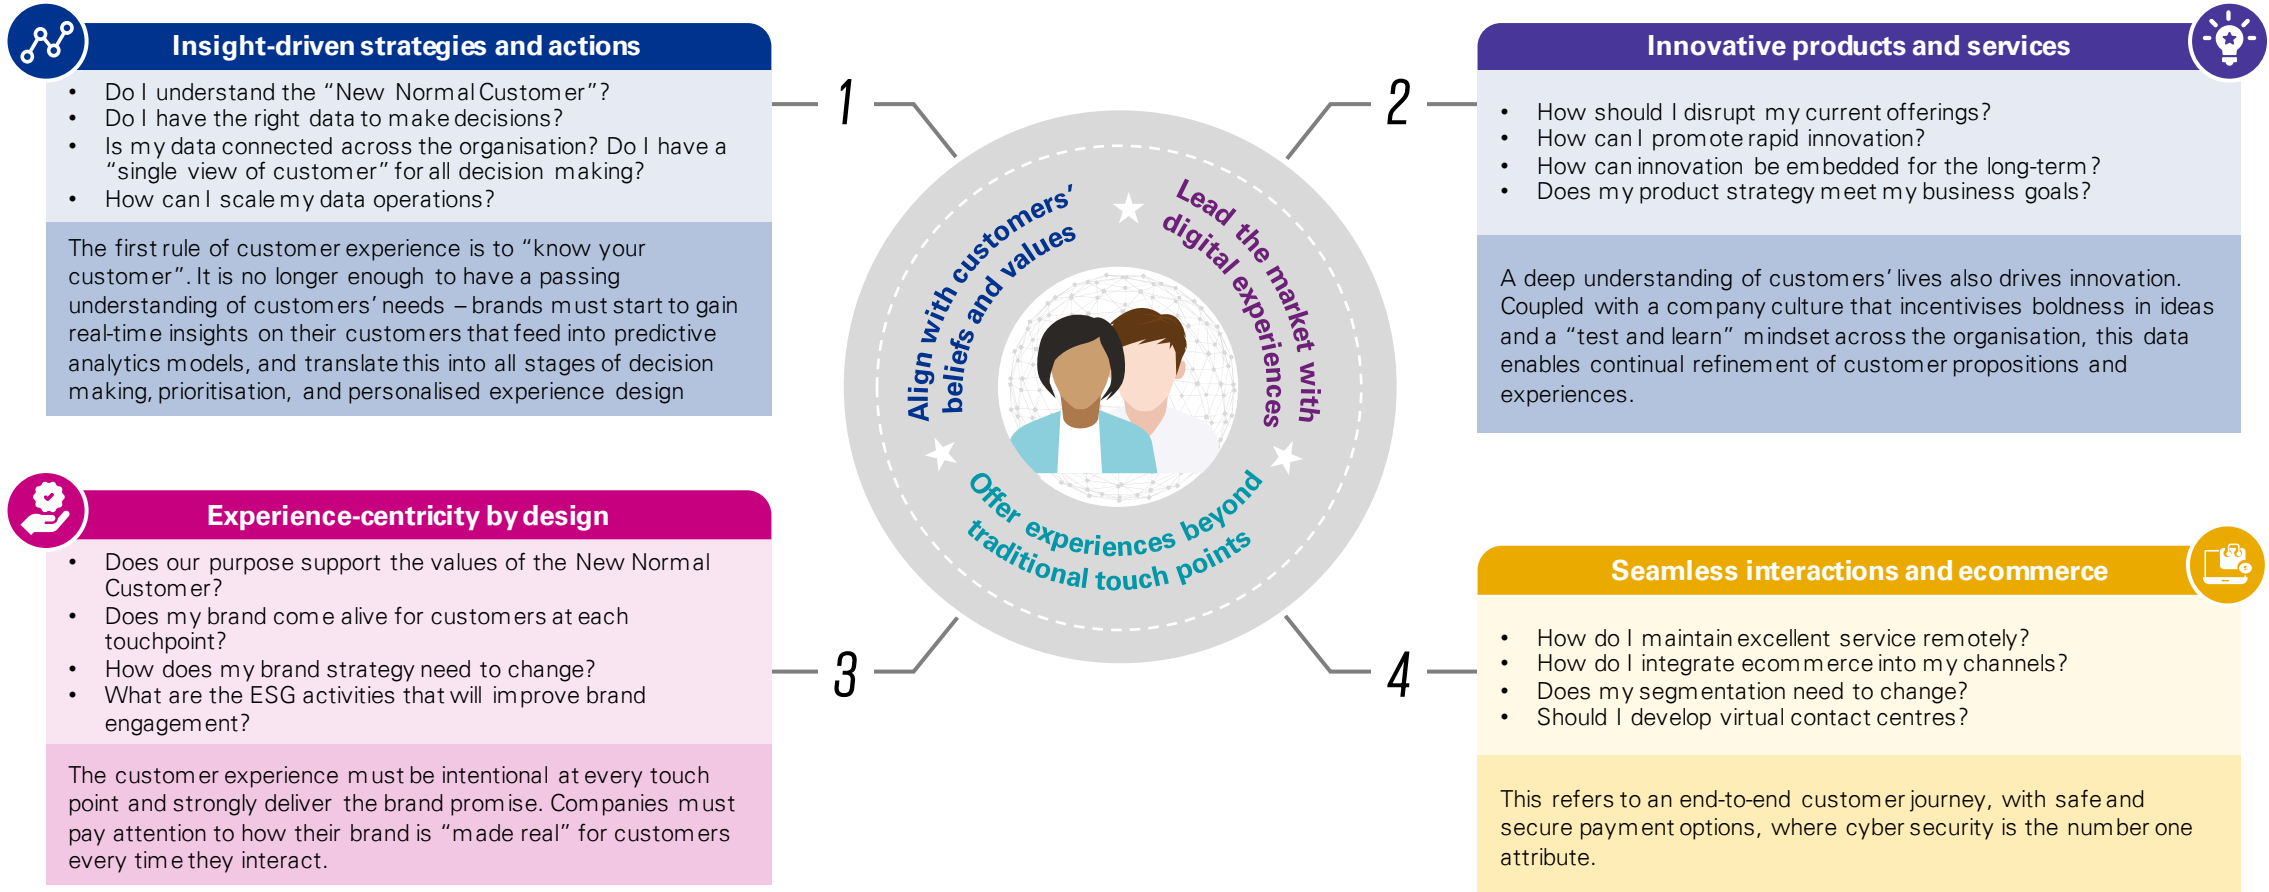 Insight-driven strategies and actions
• Do I understand the “New Normal Customer”?
• Do I have the right data to make decisions?
• Is my data connected across the organisation? Do I have a
“single view of customer” for all decision making?
• How can I scale my data operations?
The first rule of customer experience is to “know your
customer”. It is no longer enough to have a passing
understanding of customers’ needs – brands must start to gain
real-time insights on their customers that feed into predictive
analytics models, and translate this into all stages of decision
making, prioritisation, and personalised experience design
1
2
Innovative products and services
• How should I disrupt my current offerings?
• How can I promote rapid innovation?
• How can innovation be embedded for the long-term?
• Does my product strategy meet my business goals?
A deep understanding of customers’ lives also drives innovation.
Coupled with a company culture that incentivises boldness in ideas
and a “test and learn” mindset across the organisation, this data
enables continual refinement of customer propositions and
experiences.
Align with customers’
beliefs and values
Lead the market with
digital experiences
Offer experiences beyond
traditional touch points
Experience-centricity by design
• Does our purpose support the values of the New Normal
Customer?
• Does my brand come alive for customers at each
touchpoint?
• How does my brand strategy need to change?
• What are the ESG activities that will improve brand
engagement?
The customer experience must be intentional at every touch
point and strongly deliver the brand promise. Companies must
pay attention to how their brand is “made real” for customers
every time they interact.
3
4
Seamless interactions and ecommerce
• How do I maintain excellent service remotely?
• How do I integrate ecommerce into my channels?
• Does my segmentation need to change?
• Should I develop virtual contact centres?
This refers to an end-to-end customer journey, with safe and
secure payment options, where cyber security is the number one
attribute.